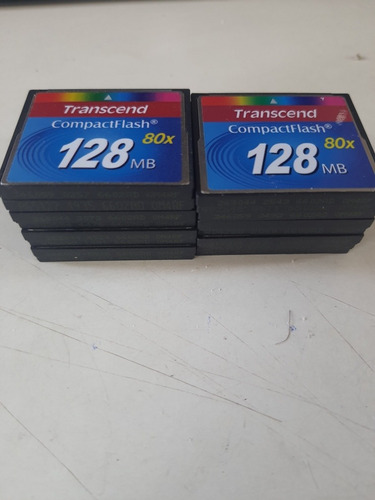 Transcend
CompactFlash®
80x
128 MB
Transcend
CompactFlash®
80x
128 MB